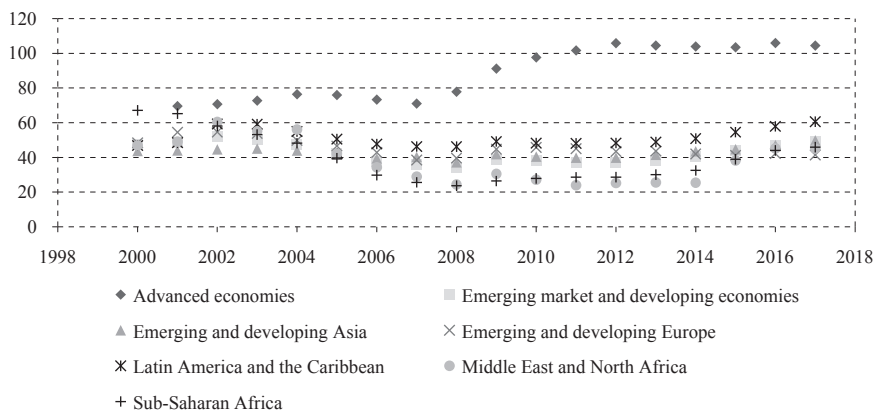 120
100
80
60
40
20
0
1998 2000 2002 2004 2006 2008 2010 2012 2014 2016 2018
Advanced economies
Emerging market and developing economies
Emerging and developing Asia
Emerging and developing Europe
Latin America and the Caribbean
Middle East and North Africa
Sub-Saharan Africa